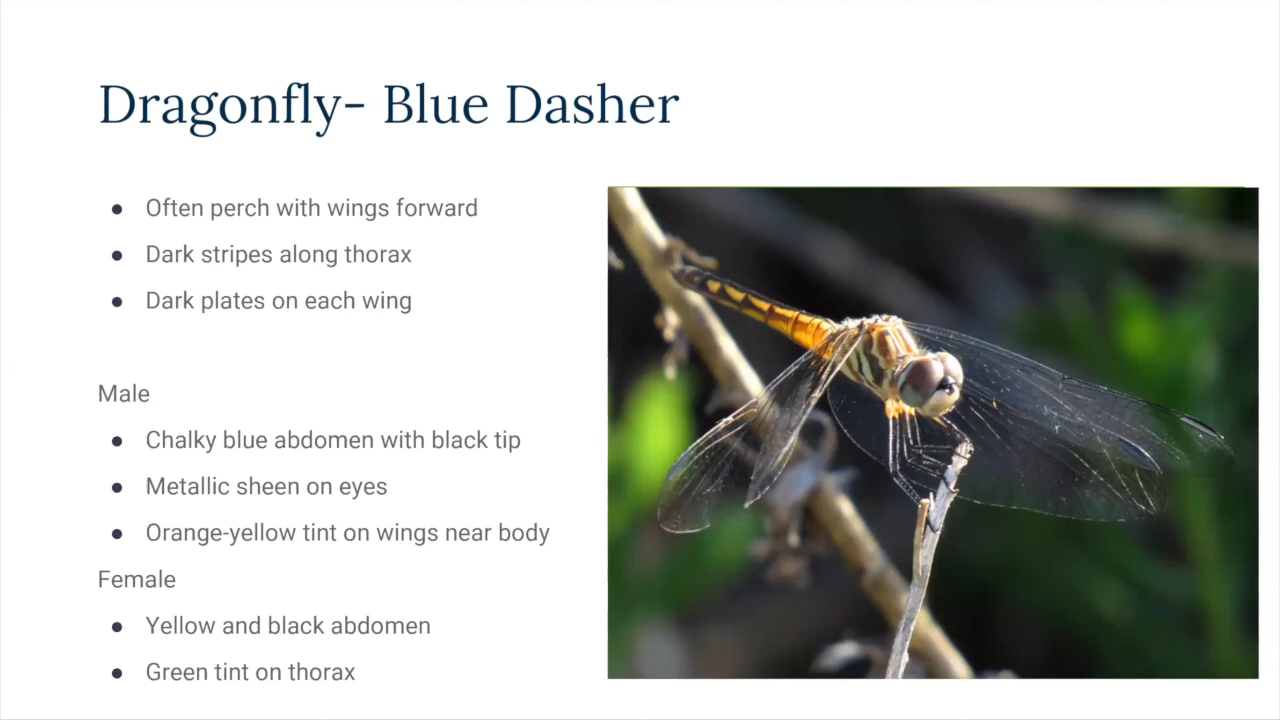 Dragonfly- Blue Dasher
● Often perch with wings forward
● Dark stripes along thorax
● Dark plates on each wing
Male
● Chalky blue abdomen with black tip
● Metallic sheen on eyes
● Orange-yellow tint on wings near body
Female
● Yellow and black abdomen
● Green tint on thorax